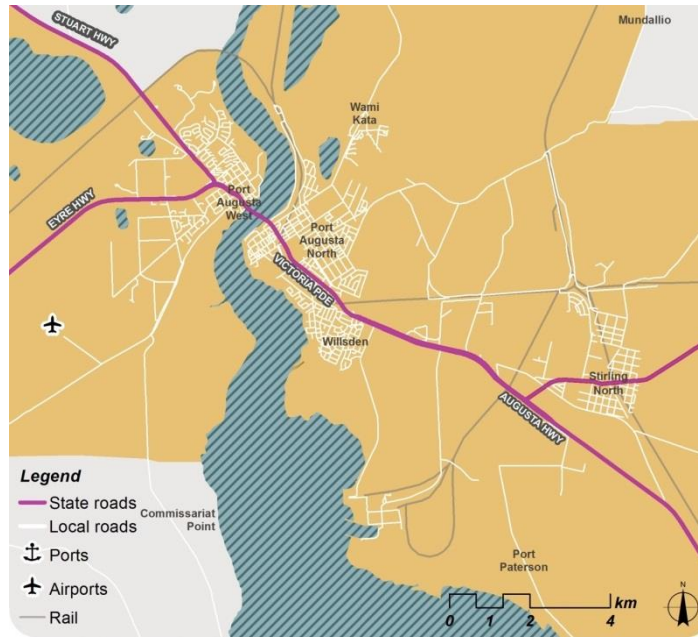 STUART HWY
Mundallio
Wami
Kata
EYRE HWY
Port
Augusta
West
Port
Augusta
North
VICTORIA PDE
Willsden
Stirling
North
AUGUSTA HWY
Legend
State roads
Local roads
Ports
Airports
Rail
Commissariat
Point
Port
Paterson
N
km
0 1 2 4